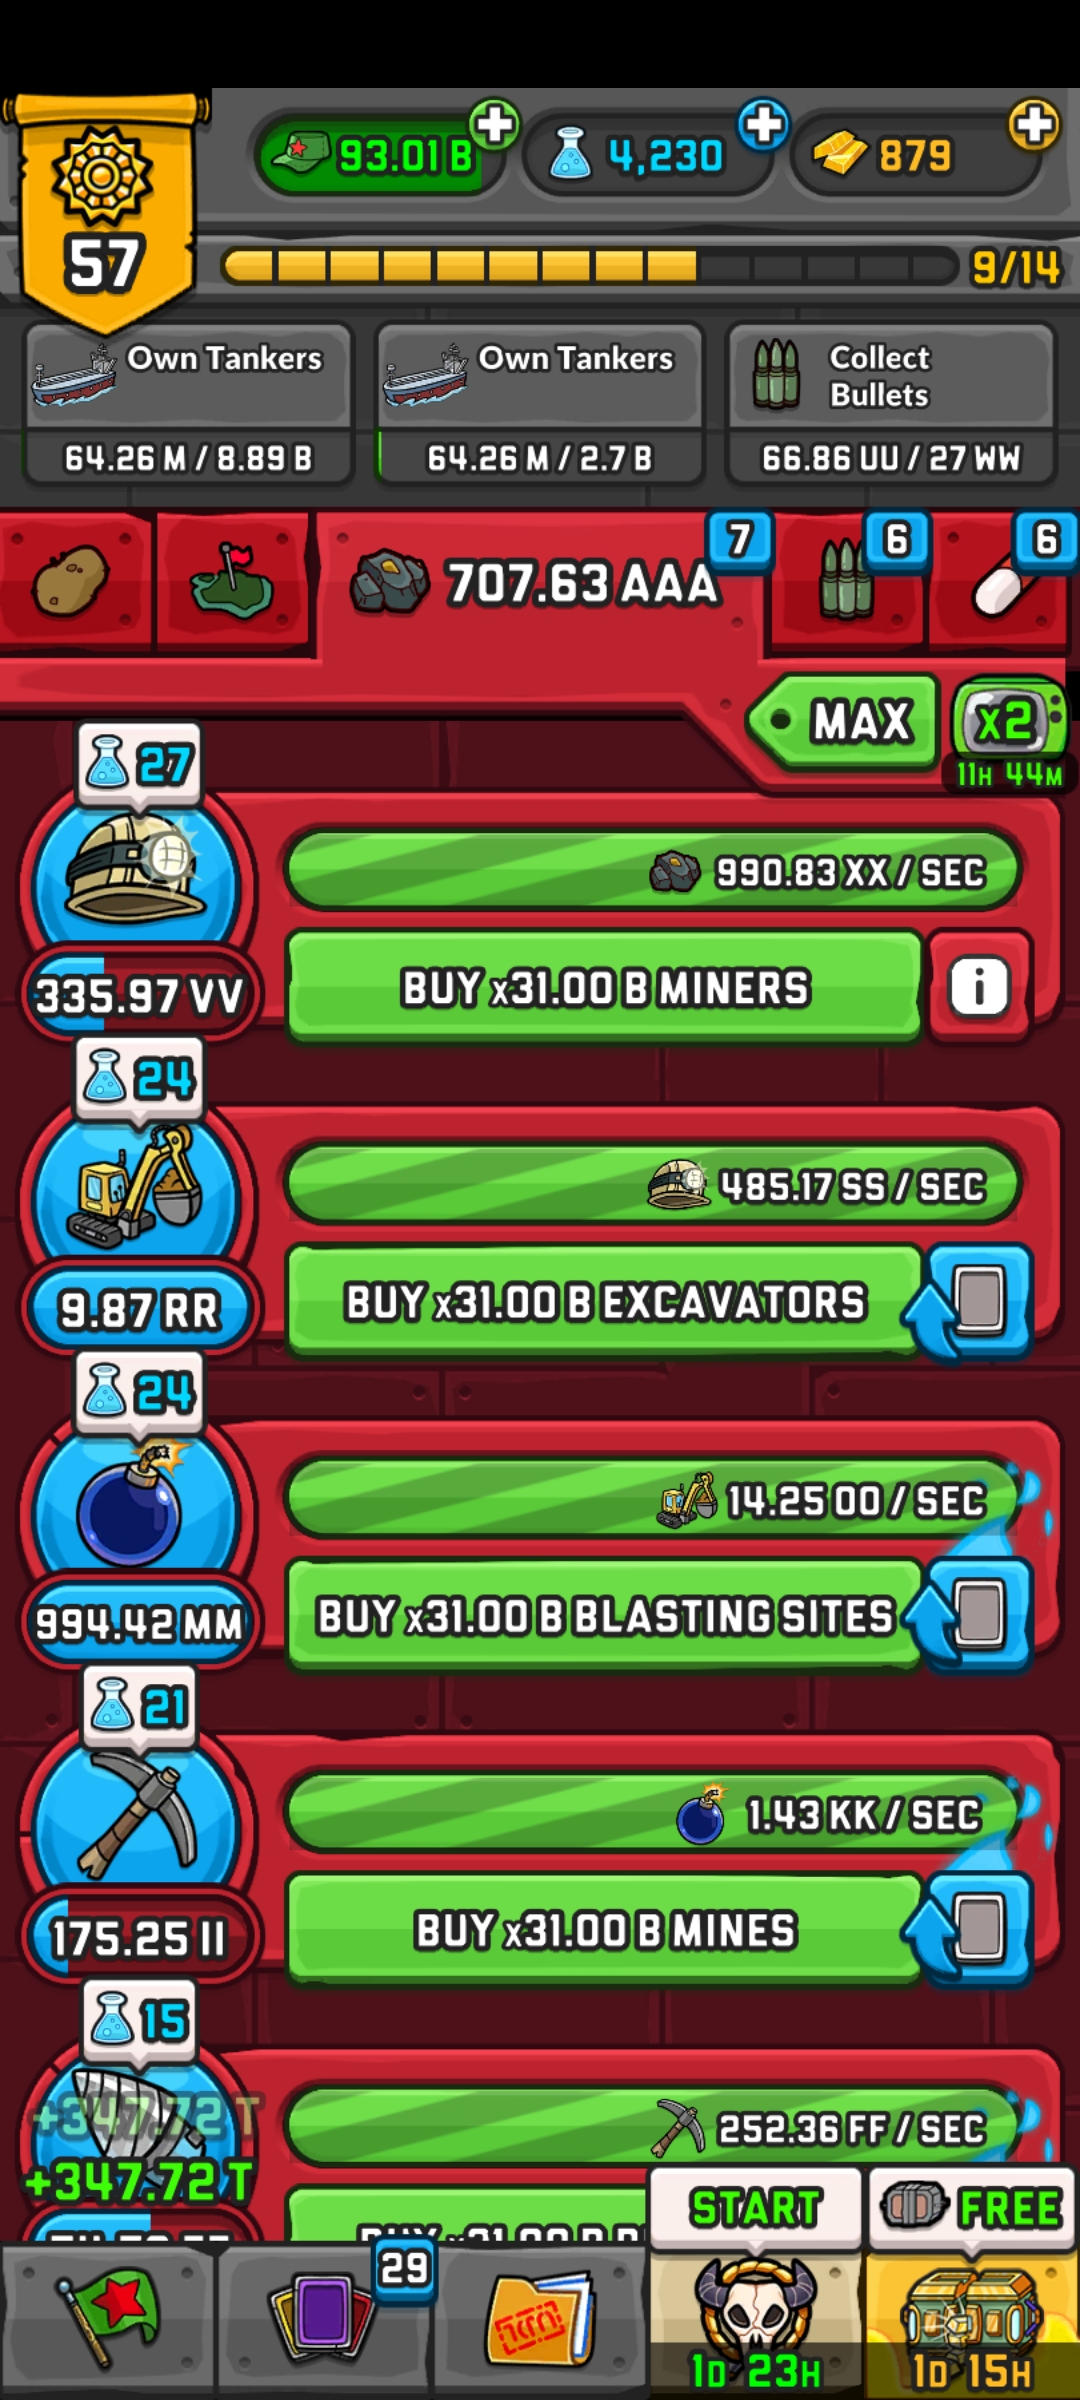 93.01 B
4,230
879
57
9/14
Own Tankers
64.26 M / 8.89 B
Own Tankers
64.26 M / 2.7 B
Collect
Bullets
66.86 UU / 27 WW
707.63 AAA
7
6
6
MAX
x2
11H 44M
27
990.83 XX / SEC
335.97 VV
BUY x31.00 B MINERS
i
24
485.17 SS / SEC
9.87 RR
BUY x31.00 B EXCAVATORS
24
14.25 OO / SEC
994.42 MM
BUY x31.00 B BLASTING SITES
21
1.43 KK / SEC
175.25 II
BUY x31.00 B MINES
15
+347.72 T
252.36 FF / SEC
+347.72 T
START
FREE
29
1D 23H
1D 15H